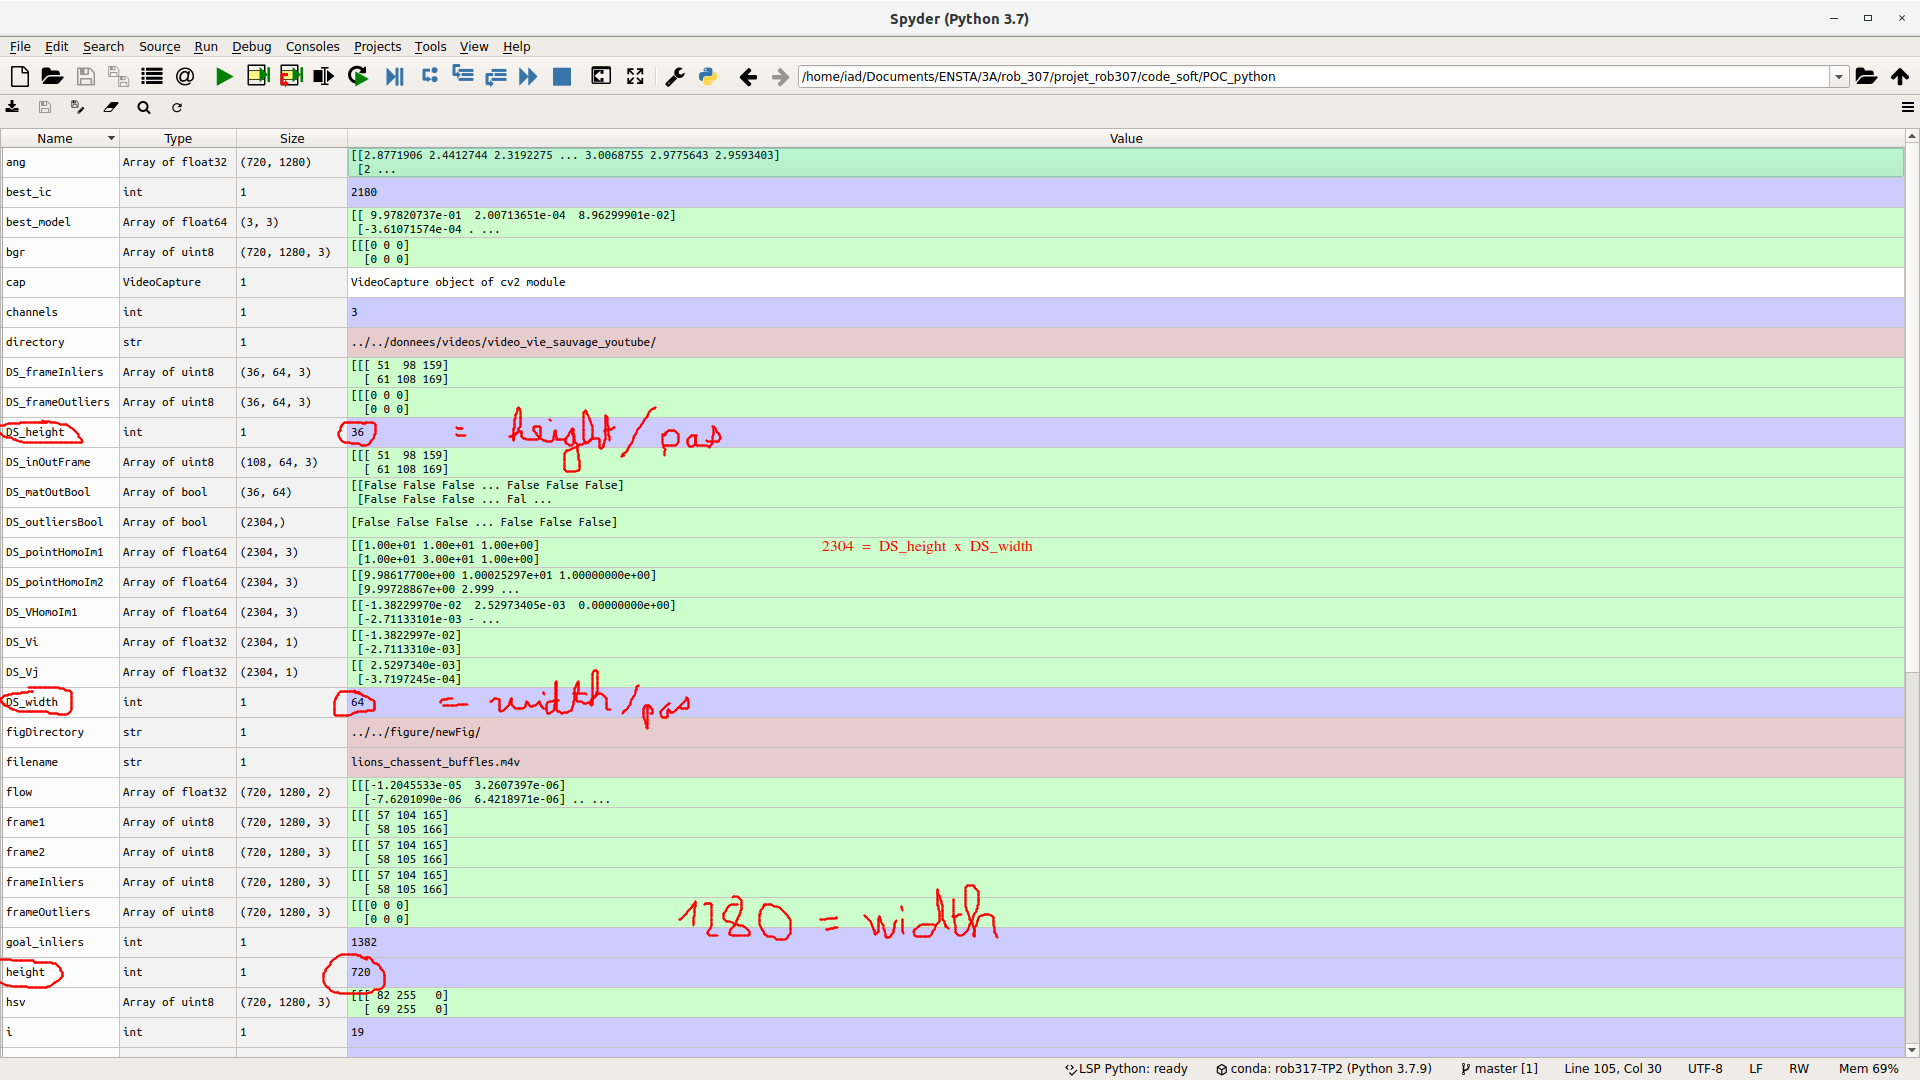 Spyder (Python 3.7)
File Edit Search Source Run Debug Consoles Projects Tools View Help
/home/iad/Documents/ENSTA/3A/rob_307/projet_rob307/code_soft/POC_python
Name Type Size Value
ang Array of float32 (720, 1280) [[2.8771906 2.4412744 2.3192275 ... 3.0068755 2.9775643 2.9593403]
[2 ...
best_ic int 1 2180
best_model Array of float64 (3, 3) [[ 9.97820737e-01 2.00713651e-04 8.96299901e-02]
[-3.61071574e-04 . ...
bgr Array of uint8 (720, 1280, 3) [[[0 0 0]
[0 0 0]
cap VideoCapture 1 VideoCapture object of cv2 module
channels int 1 3
directory str 1 ../../donnees/videos/video_vie_sauvage_youtube/
DS_frameInliers Array of uint8 (36, 64, 3) [[[ 51 98 159]
[ 61 108 169]
DS_frameOutliers Array of uint8 (36, 64, 3) [[[0 0 0]
[0 0 0]
DS_height int 1 36 = height/pas
DS_inOutFrame Array of uint8 (108, 64, 3) [[[ 51 98 159]
[ 61 108 169]
DS_matOutBool Array of bool (36, 64) [[False False False ... False False False]
[False False False ... Fal ...
DS_outliersBool Array of bool (2304,) [False False False ... False False False]
DS_pointHomoIm1 Array of float64 (2304, 3) [[1.00e+01 1.00e+01 1.00e+00] 2304 = DS_height x DS_width
[1.00e+01 3.00e+01 1.00e+00]
DS_pointHomoIm2 Array of float64 (2304, 3) [[9.98617700e+00 1.00025297e+01 1.00000000e+00]
[9.99728867e+00 2.999 ...
DS_VHomoIm1 Array of float64 (2304, 3) [[-1.38229970e-02 2.52973405e-03 0.00000000e+00]
[-2.71133101e-03 - ...
DS_Vi Array of float32 (2304, 1) [[-1.3822997e-02]
[-2.7113310e-03]
DS_Vj Array of float32 (2304, 1) [[ 2.5297340e-03]
[-3.7197245e-04]
DS_width int 1 64 = width/pas
figDirectory str 1 ../../figure/newFig/
filename str 1 lions_chassent_buffles.m4v
flow Array of float32 (720, 1280, 2) [[[-1.2045533e-05 3.2607397e-06]
[-7.6201090e-06 6.4218971e-06] .. ...
frame1 Array of uint8 (720, 1280, 3) [[[ 57 104 165]
[ 58 105 166]
frame2 Array of uint8 (720, 1280, 3) [[[ 57 104 165]
[ 58 105 166]
frameInliers Array of uint8 (720, 1280, 3) [[[ 57 104 165]
[ 58 105 166]
frameOutliers Array of uint8 (720, 1280, 3) [[[0 0 0]
[0 0 0]
1280 = width
goal_inliers int 1 1382
height int 1 720
hsv Array of uint8 (720, 1280, 3) [[[ 82 255 0]
[ 69 255 0]
i int 1 19
LSP Python: ready conda: rob317-TP2 (Python 3.7.9) master [1] Line 105, Col 30 UTF-8 LF RW Mem 69%